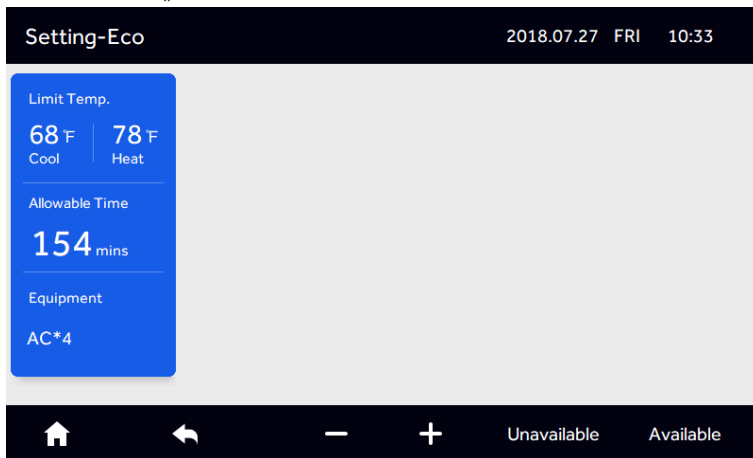 Setting-Eco 2018.07.27 FRI 10:33
Limit Temp.
68 °F 78 °F
Cool Heat
Allowable Time
154 mins
Equipment
AC*4
Unavailable Available